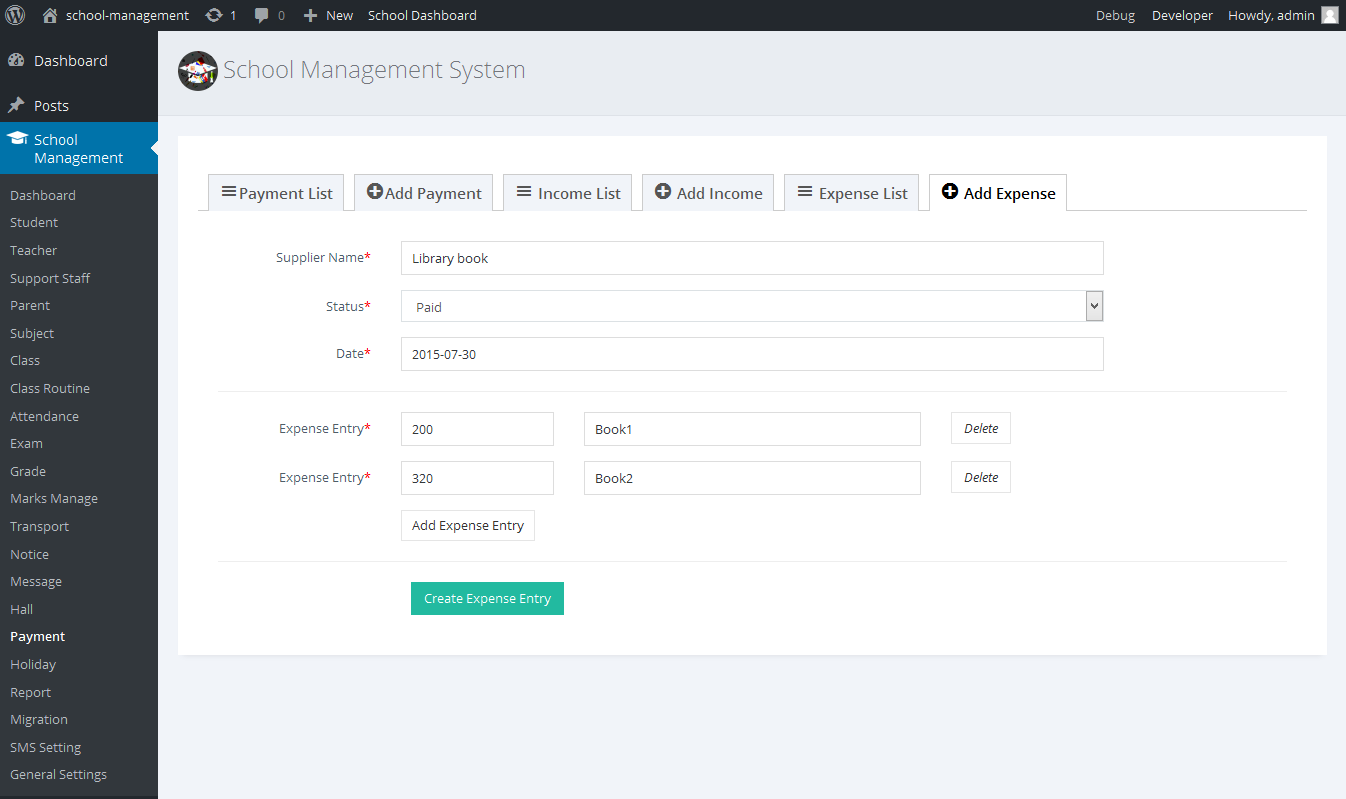 school-management 1 0 New School Dashboard Debug Developer Howdy, admin
Dashboard
Posts
School
Management
Dashboard
Student
Teacher
Support Staff
Parent
Subject
Class
Class Routine
Attendance
Exam
Grade
Marks Manage
Transport
Notice
Message
Hall
Payment
Holiday
Report
Migration
SMS Setting
General Settings
School Management System
Payment List Add Payment Income List Add Income Expense List Add Expense
Supplier Name* Library book
Status* Paid
Date* 2015-07-30
Expense Entry* 200 Book1 Delete
Expense Entry* 320 Book2 Delete
Add Expense Entry
Create Expense Entry